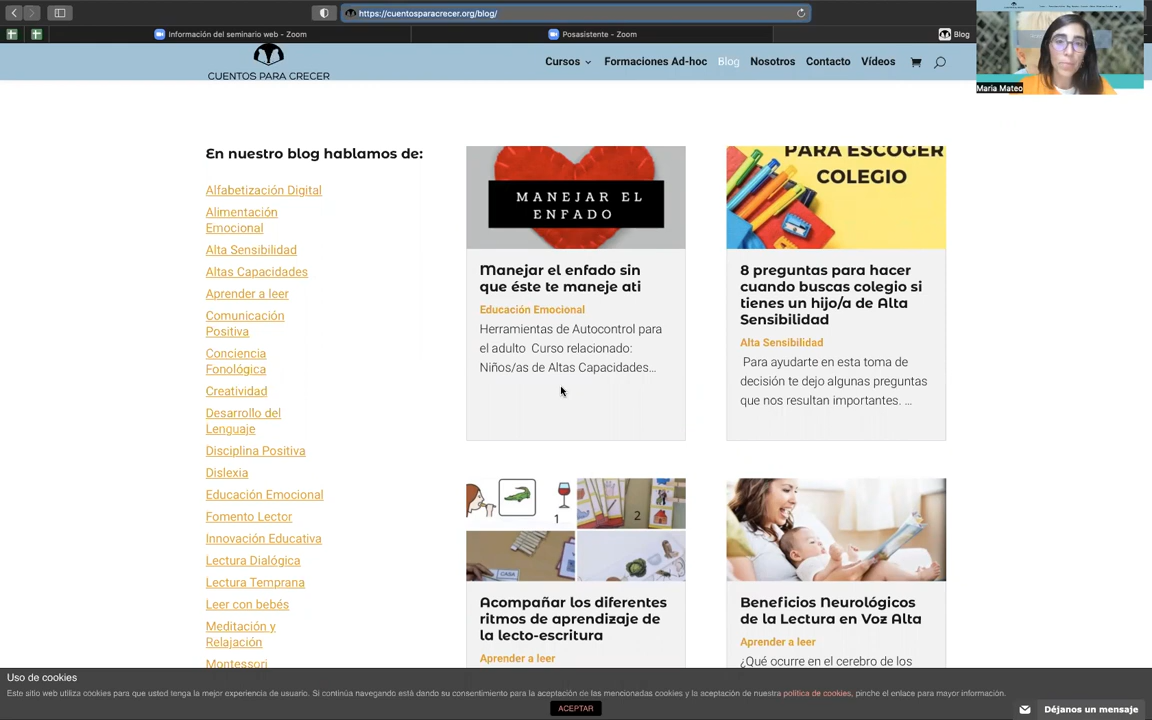 https://cuentosparacrecer.org/blog/
Información del seminario web - Zoom
Posasistente - Zoom
Blog
CUENTOS PARA CRECER
Cursos
Formaciones Ad-hoc
Blog
Nosotros
Contacto
Vídeos
Maria Mateo
En nuestro blog hablamos de:
Alfabetización Digital
Alimentación
Emocional
Alta Sensibilidad
Altas Capacidades
Aprender a leer
Comunicación
Positiva
Conciencia
Fonológica
Creatividad
Desarrollo del
Lenguaje
Disciplina Positiva
Dislexia
Educación Emocional
Fomento Lector
Innovación Educativa
Lectura Dialógica
Lectura Temprana
Leer con bebés
Meditación y
Relajación
Montessori
MANEJAR EL
ENFADO
Manejar el enfado sin
que éste te maneje ati
Educación Emocional
Herramientas de Autocontrol para
el adulto Curso relacionado:
Niños/as de Altas Capacidades...
PARA ESCOGER
COLEGIO
8 preguntas para hacer
cuando buscas colegio si
tienes un hijo/a de Alta
Sensibilidad
Alta Sensibilidad
Para ayudarte en esta toma de
decisión te dejo algunas preguntas
que nos resultan importantes. ...
1
2
CASA
Acompañar los diferentes
ritmos de aprendizaje de
la lecto-escritura
Aprender a leer
Beneficios Neurológicos
de la Lectura en Voz Alta
Aprender a leer
¿Qué ocurre en el cerebro de los
Uso de cookies
Este sitio web utiliza cookies para que usted tenga la mejor experiencia de usuario. Si continúa navegando está dando su consentimiento para la aceptación de las mencionadas cookies y la aceptación de nuestra política de cookies, pinche el enlace para mayor información.
ACEPTAR
Déjanos un mensaje